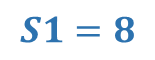 S1 = 8